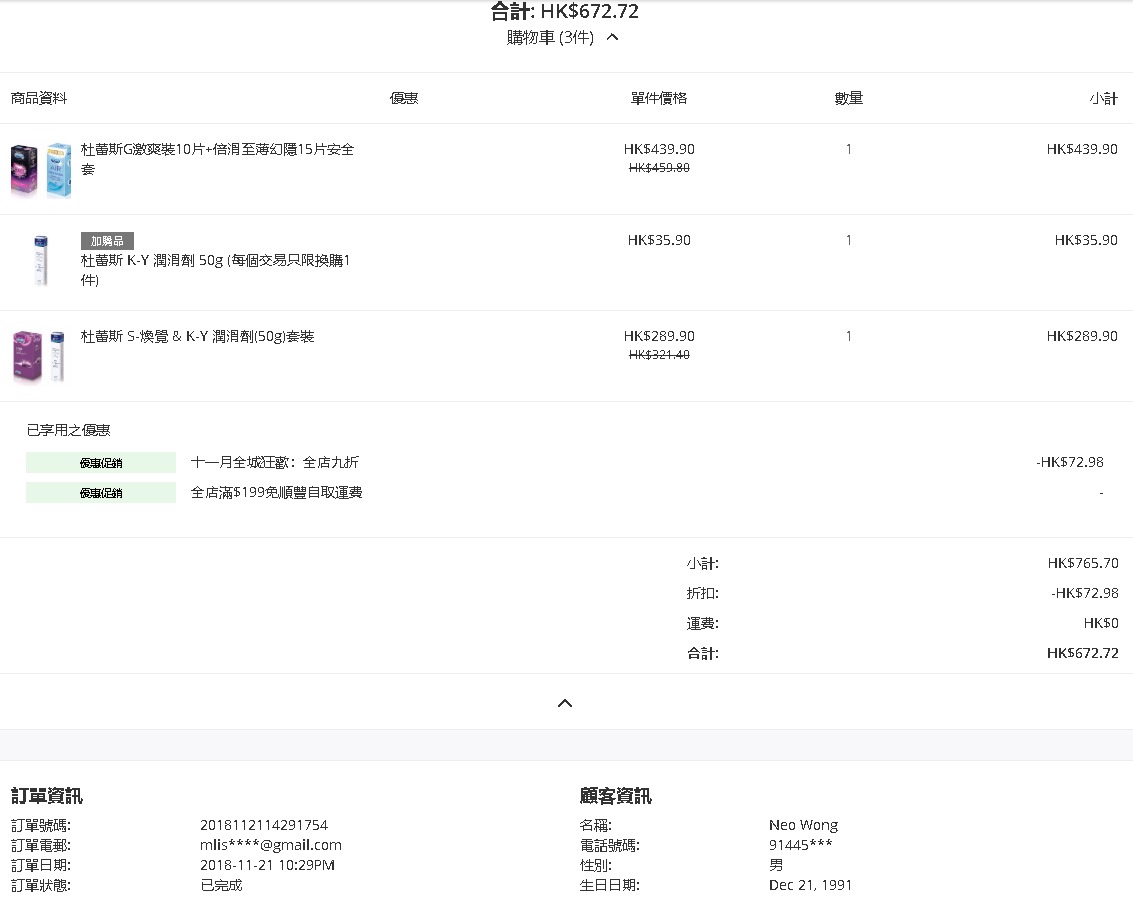 合計: HK$672.72
購物車 (3件)
商品資料 優惠 單件價格 數量 小計
杜蕾斯G激爽裝10片+倍滑至薄幻隱15片安全 HK$439.90 1 HK$439.90
套 HK$459.80
加購品 HK$35.90 1 HK$35.90
杜蕾斯 K-Y 潤滑劑 50g (每個交易只限換購1
件)
杜蕾斯 S-煥覺 & K-Y 潤滑劑(50g)套裝 HK$289.90 1 HK$289.90
HK$321.40
已享用之優惠
優惠促銷 十一月全城狂歡：全店九折 -HK$72.98
優惠促銷 全店滿$199免順豐自取運費 -
小計: HK$765.70
折扣: -HK$72.98
運費: HK$0
合計: HK$672.72
訂單資訊 顧客資訊
訂單號碼: 2018112114291754 名稱: Neo Wong
訂單電郵: mlis****@gmail.com 電話號碼: 91445***
訂單日期: 2018-11-21 10:29PM 性別: 男
訂單狀態: 已完成 生日日期: Dec 21, 1991